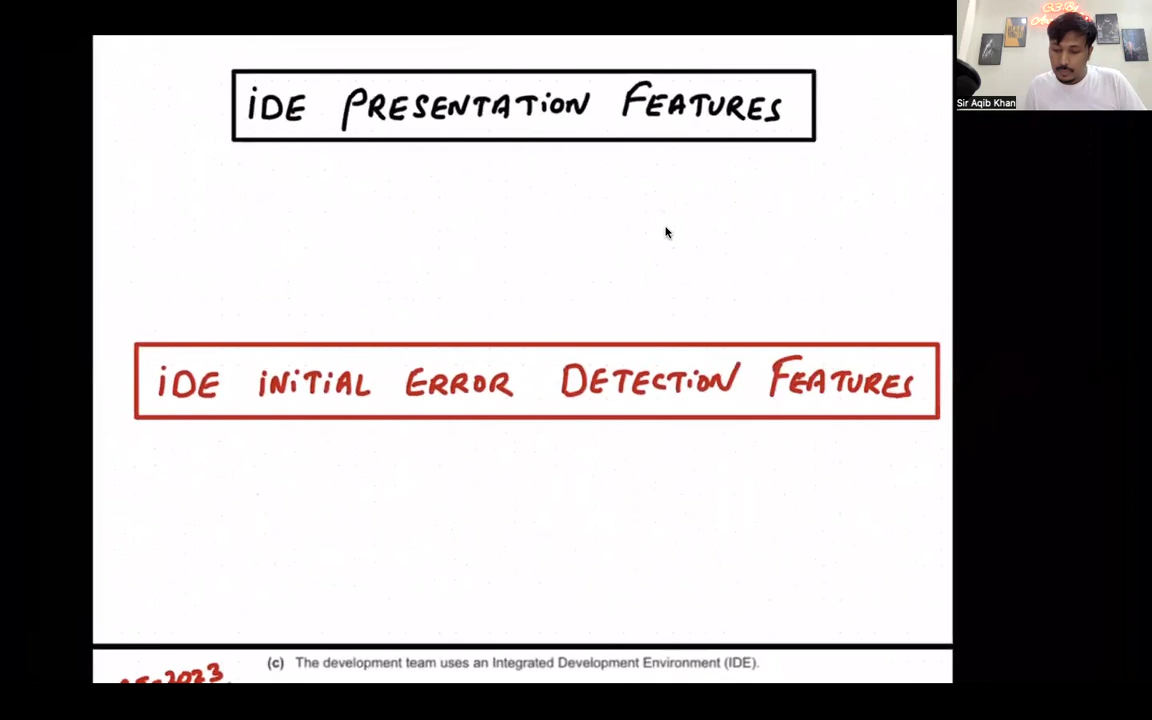 iDE PRESENTATiON FEATURES
Sir Aqib Khan
iDE iNiTiAL ERROR DETECTiON FEATURES
(c) The development team uses an Integrated Development Environment (IDE).
2023